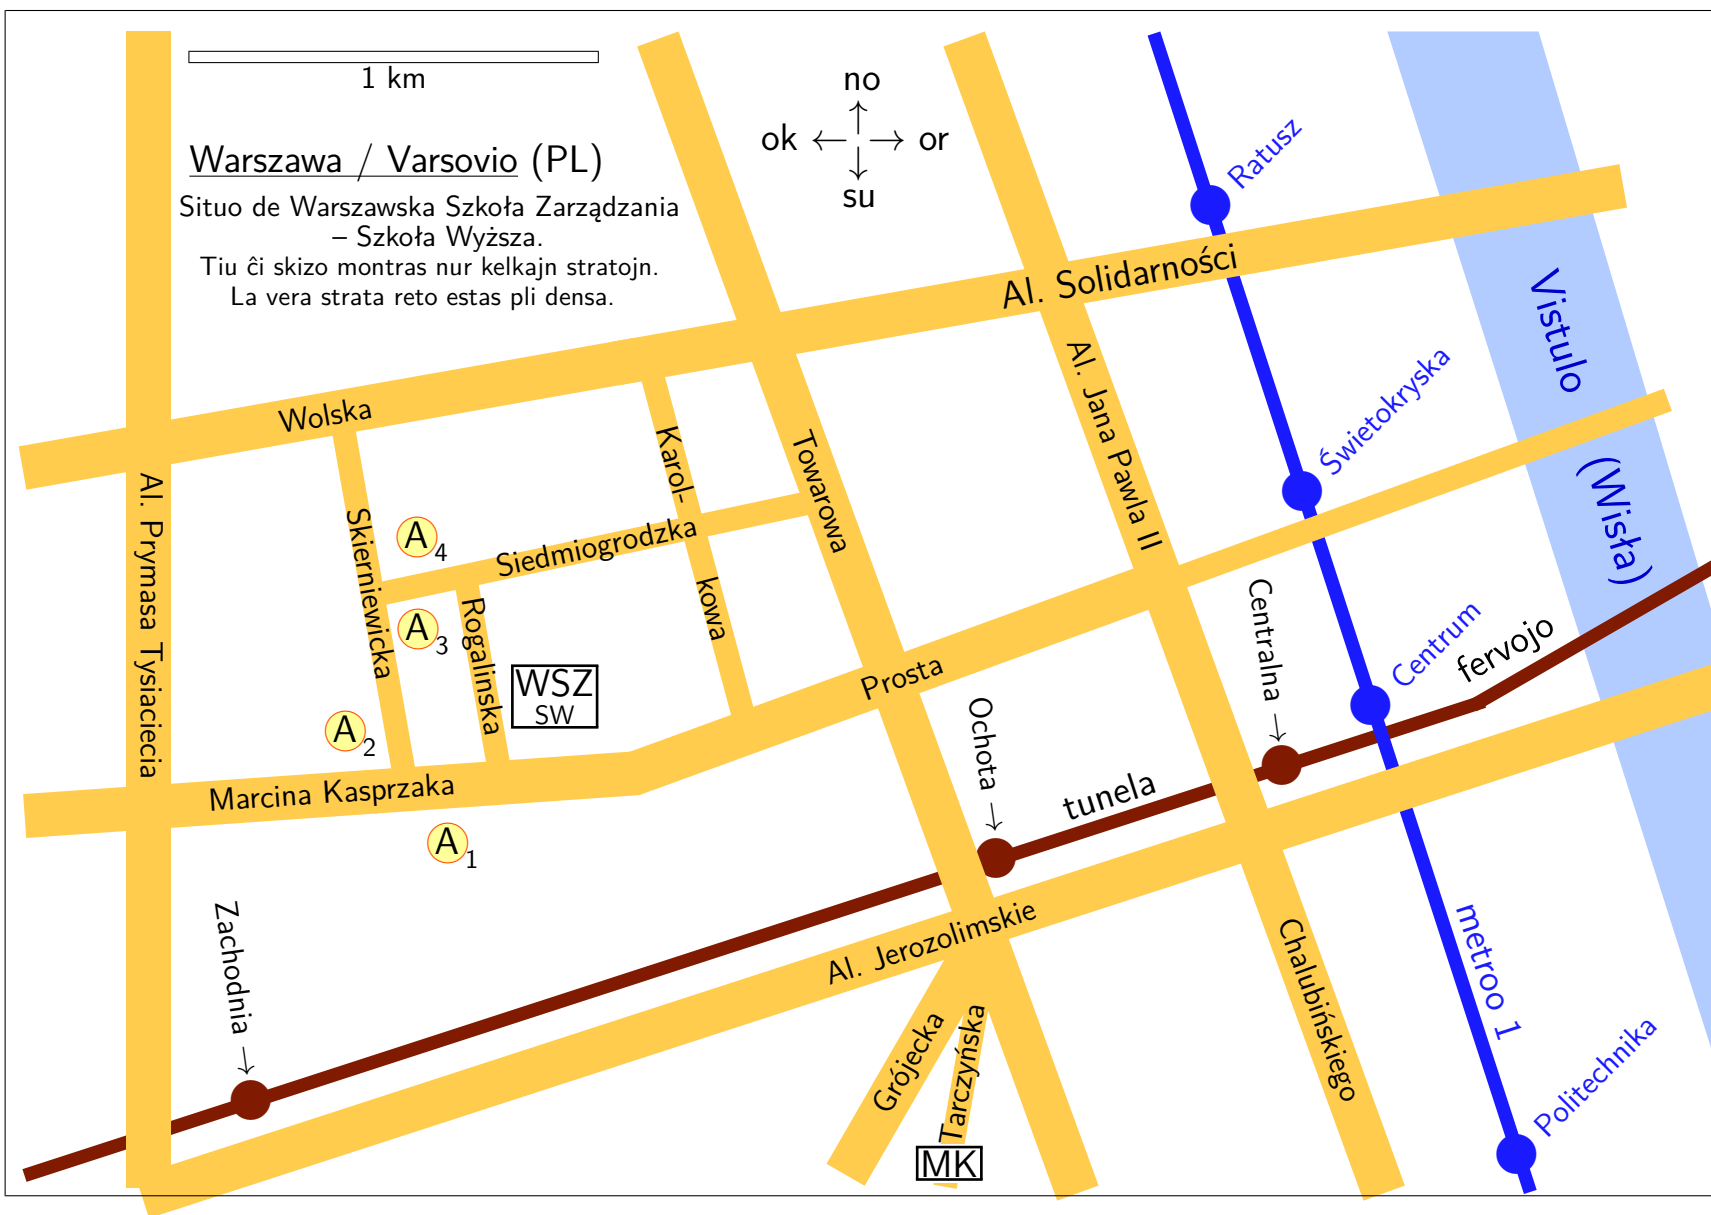 1 km
no
ok
or
su
Warszawa / Varsovio (PL)
Situo de Warszawska Szkoła Zarządzania
– Szkoła Wyższa.
Tiu ĉi skizo montras nur kelkajn stratojn.
La vera strata reto estas pli densa.
Ratusz
Al. Solidarności
Vistulo
(Wisła)
Wolska
Al. Jana Pawla II
Świetokryska
Karol-
kowa
Towarowa
Al. Prymasa Tysiaciecia
Skierniewicka
A4
Siedmiogrodzka
A3
Rogalinska
WSZ
SW
Centralna
Centrum
fervojo
Prosta
Ochota
A2
Marcina Kasprzaka
tunela
A1
Zachodnia
Al. Jerozolimskie
metroo 1
Chalubińskiego
Grójecka
Tarczyńska
Politechnika
MK